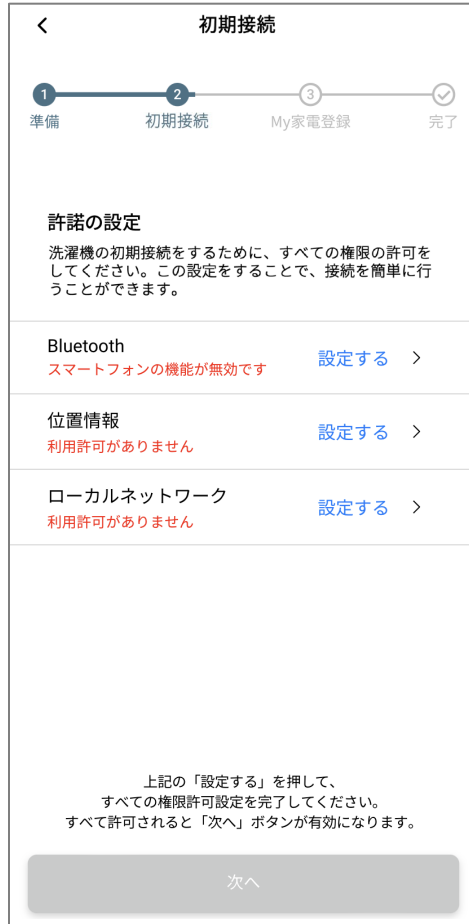 初期接続
1 2 3
準備 初期接続 My家電登録 完了
許諾の設定
洗濯機の初期接続をするために、すべての権限の許可を
してください。この設定をすることで、接続を簡単に行
うことができます。
Bluetooth
スマートフォンの機能が無効です
設定する
位置情報
利用許可がありません
設定する
ローカルネットワーク
利用許可がありません
設定する
上記の「設定する」を押して、
すべての権限許可設定を完了してください。
すべて許可されると「次へ」ボタンが有効になります。
次へ